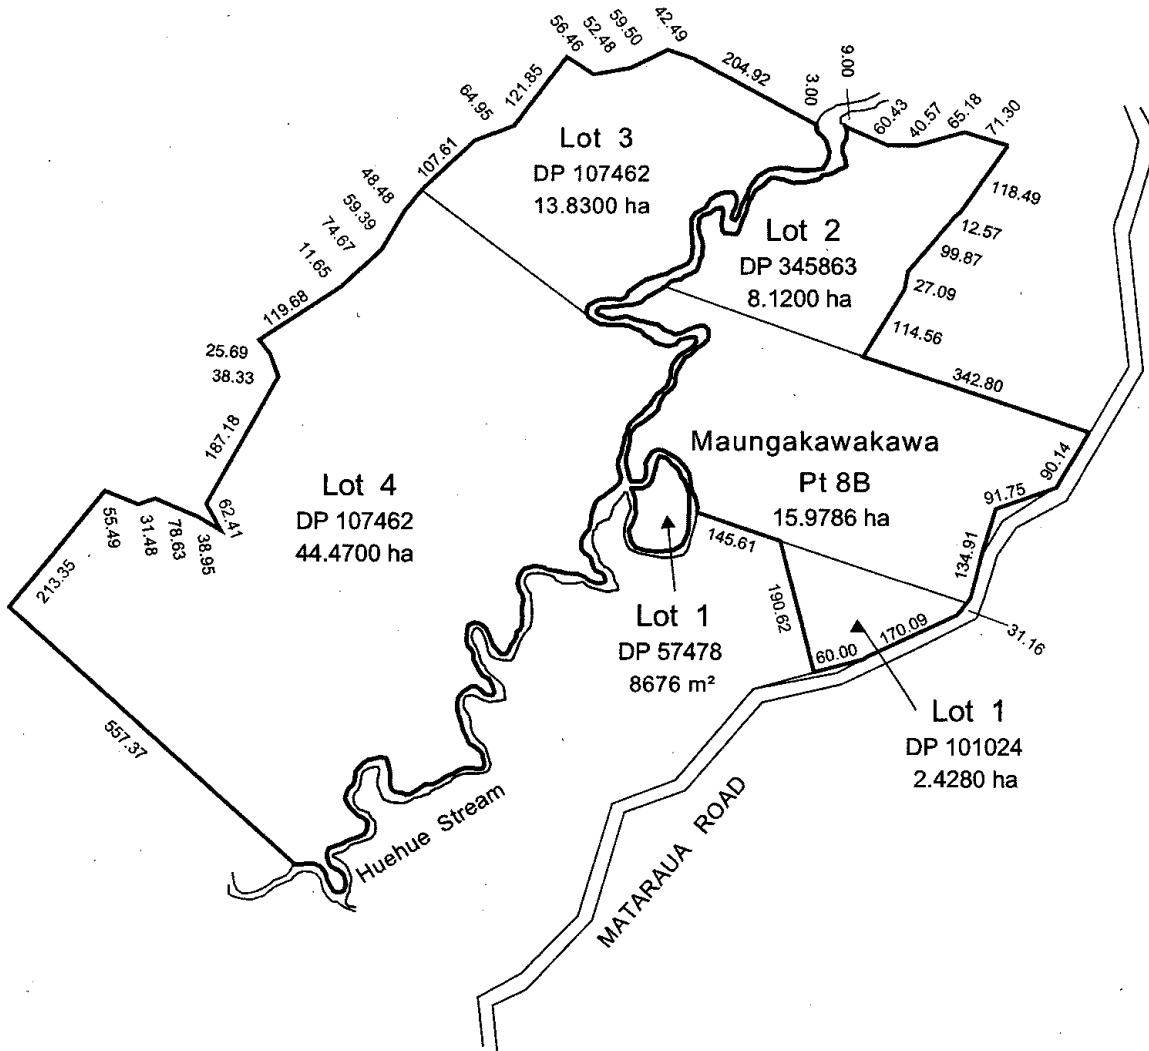 56.46
52.48
59.50
42.49
204.92
3.00
9.00
60.43
40.57
65.18
71.30
64.95
121.85
107.61
48.48
59.39
74.67
11.65
119.68
25.69
38.33
187.18
62.41
55.49
31.48
78.63
38.95
213.35
557.37
Lot 3
DP 107462
13.8300 ha
Lot 2
DP 345863
8.1200 ha
118.49
12.57
99.87
27.09
114.56
342.80
Maungakawakawa
Pt 8B
15.9786 ha
90.14
91.75
134.91
31.16
Lot 4
DP 107462
44.4700 ha
145.61
190.62
60.00
170.09
Lot 1
DP 57478
8676 m²
Lot 1
DP 101024
2.4280 ha
Huehue Stream
MATARAUA ROAD